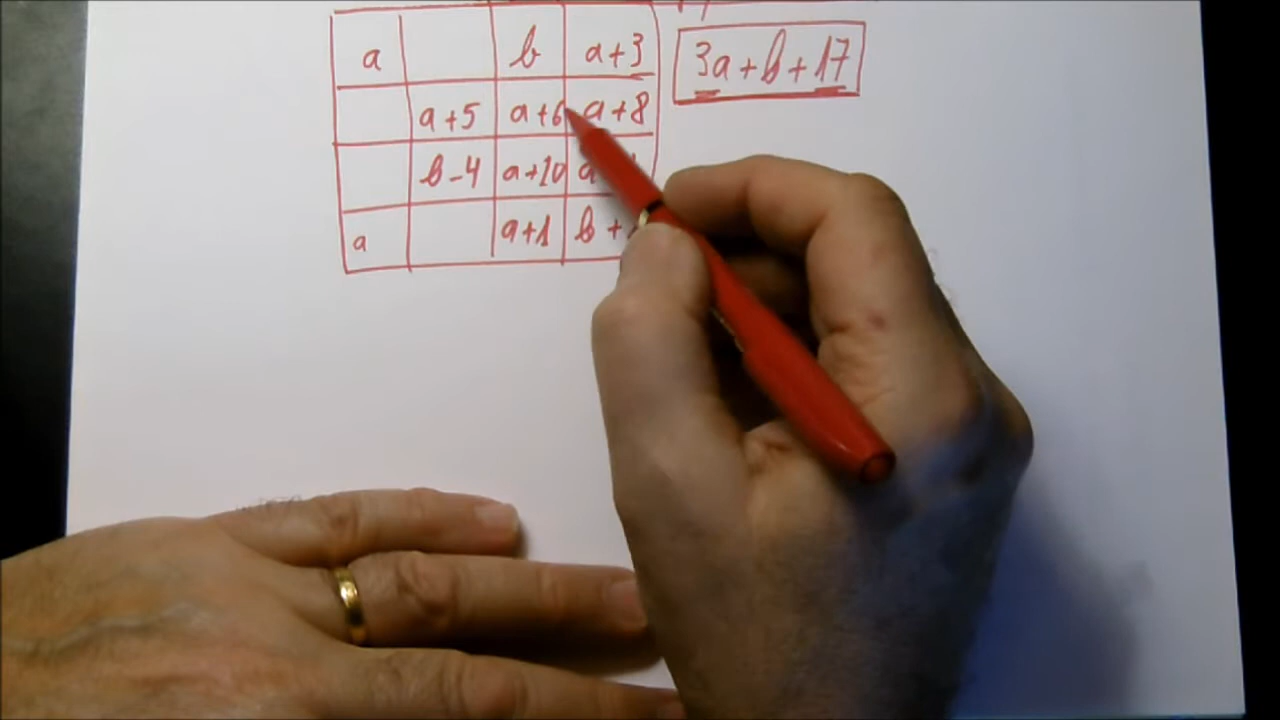 a b a+3 3a+b+17
a+5 a+6 a+8
b-4 a+10 a
a a+1 b+